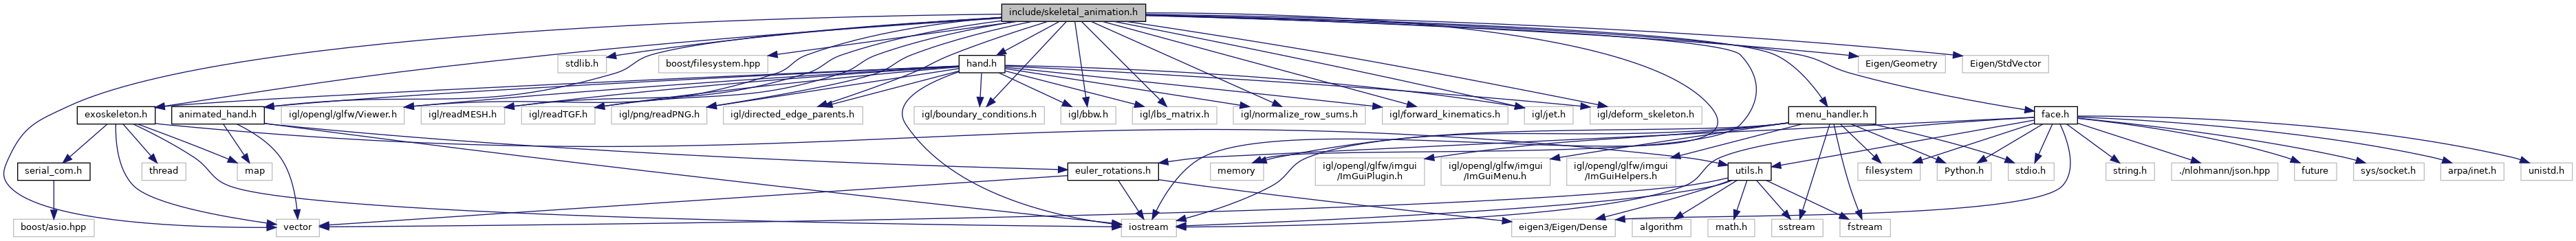 include/skeletal_animation.h
stdlib.h
boost/filesystem.hpp
hand.h
Eigen/Geometry
Eigen/StdVector
exoskeleton.h
animated_hand.h
igl/opengl/glfw/Viewer.h
igl/readMESH.h
igl/readTGF.h
igl/png/readPNG.h
igl/directed_edge_parents.h
igl/boundary_conditions.h
igl/bbw.h
igl/lbs_matrix.h
igl/normalize_row_sums.h
igl/forward_kinematics.h
igl/jet.h
igl/deform_skeleton.h
menu_handler.h
face.h
serial_com.h
thread
map
euler_rotations.h
memory
igl/opengl/glfw/imgui
/ImGuiPlugin.h
igl/opengl/glfw/imgui
/ImGuiMenu.h
igl/opengl/glfw/imgui
/ImGuiHelpers.h
utils.h
filesystem
Python.h
stdio.h
string.h
./nlohmann/json.hpp
future
sys/socket.h
arpa/inet.h
unistd.h
boost/asio.hpp
vector
iostream
eigen3/Eigen/Dense
algorithm
math.h
sstream
fstream